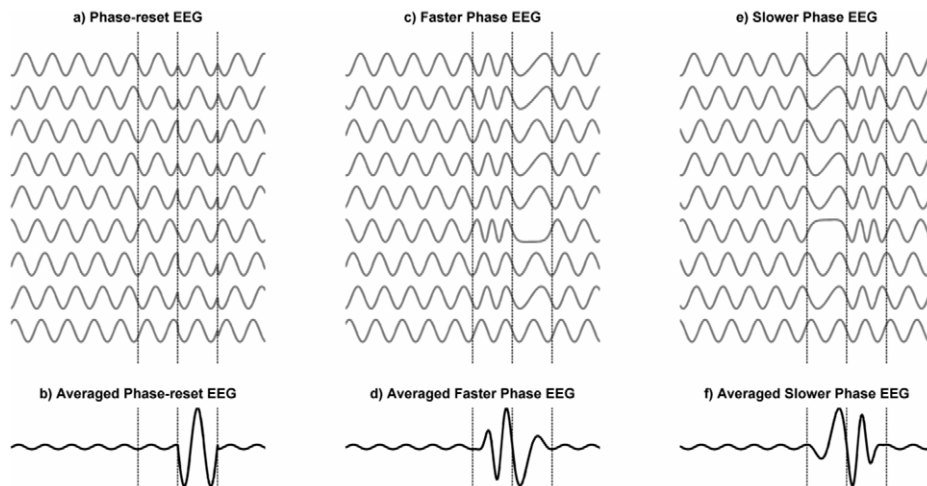 a) Phase-reset EEG
c) Faster Phase EEG
e) Slower Phase EEG
b) Averaged Phase-reset EEG
d) Averaged Faster Phase EEG
f) Averaged Slower Phase EEG